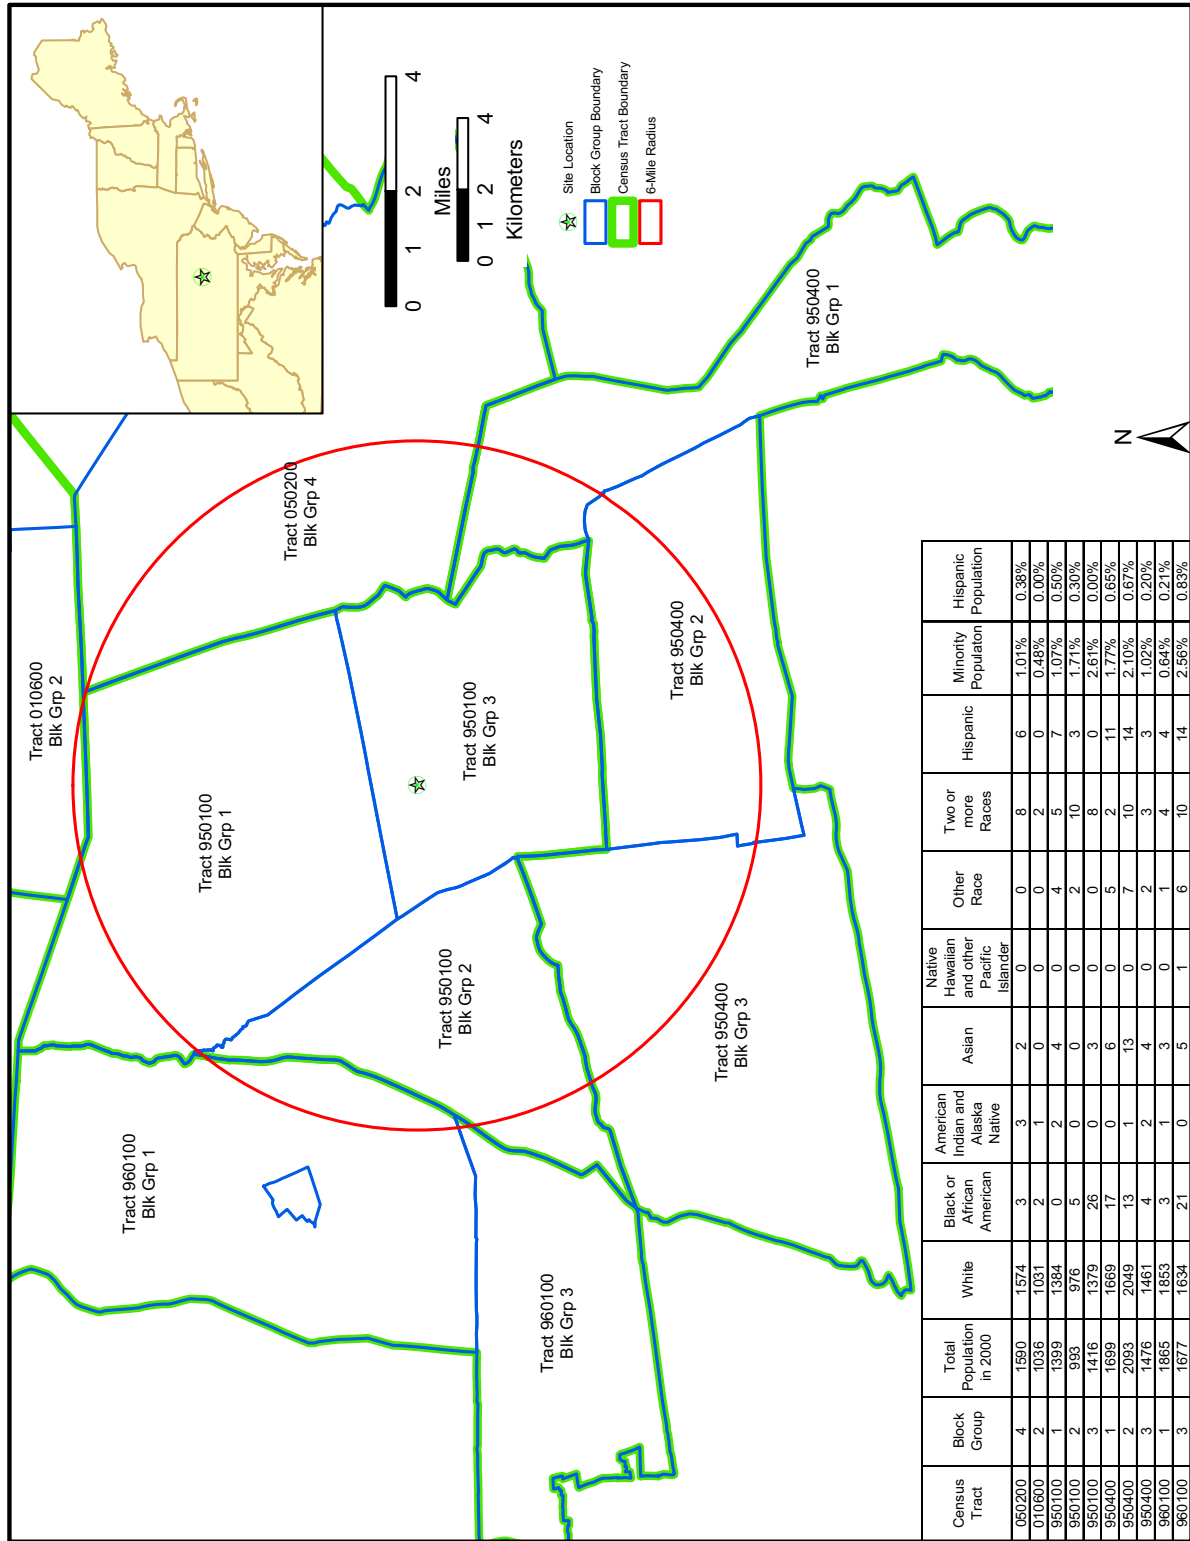 Tract 010600
Blk Grp 2
Tract 050200
Blk Grp 4
Tract 960100
Blk Grp 1
Tract 950100
Blk Grp 1
Tract 950100
Blk Grp 3
Tract 950100
Blk Grp 2
Tract 950400
Blk Grp 2
Tract 960100
Blk Grp 3
Tract 950400
Blk Grp 3
Tract 950400
Blk Grp 1
0 1 2 4
Miles
0 1 2 4
Kilometers
Site Location
Block Group Boundary
Census Tract Boundary
6-Mile Radius
N
Census Tract Block Group Total Population in 2000 White Black or African American American Indian and Alaska Native Asian Native Hawaiian and other Pacific Islander Other Race Two or more Races Hispanic Minority Population Hispanic Population
050200 4 1590 1574 3 3 2 0 0 8 6 1.01% 0.38%
010600 2 1036 1031 2 1 0 0 0 2 0 0.48% 0.00%
950100 1 1399 1384 0 2 4 0 4 5 7 1.07% 0.50%
950100 2 993 976 5 0 0 0 2 10 3 1.71% 0.30%
950100 3 1416 1379 26 0 3 0 0 8 0 2.61% 0.00%
950400 1 1699 1669 17 0 6 0 5 2 11 1.77% 0.65%
950400 2 2093 2049 13 1 13 0 7 10 14 2.10% 0.67%
950400 3 1476 1461 4 2 4 0 2 3 3 1.02% 0.20%
960100 1 1865 1853 3 1 3 0 1 4 4 0.64% 0.21%
960100 3 1677 1634 21 0 5 1 6 10 14 2.56% 0.83%